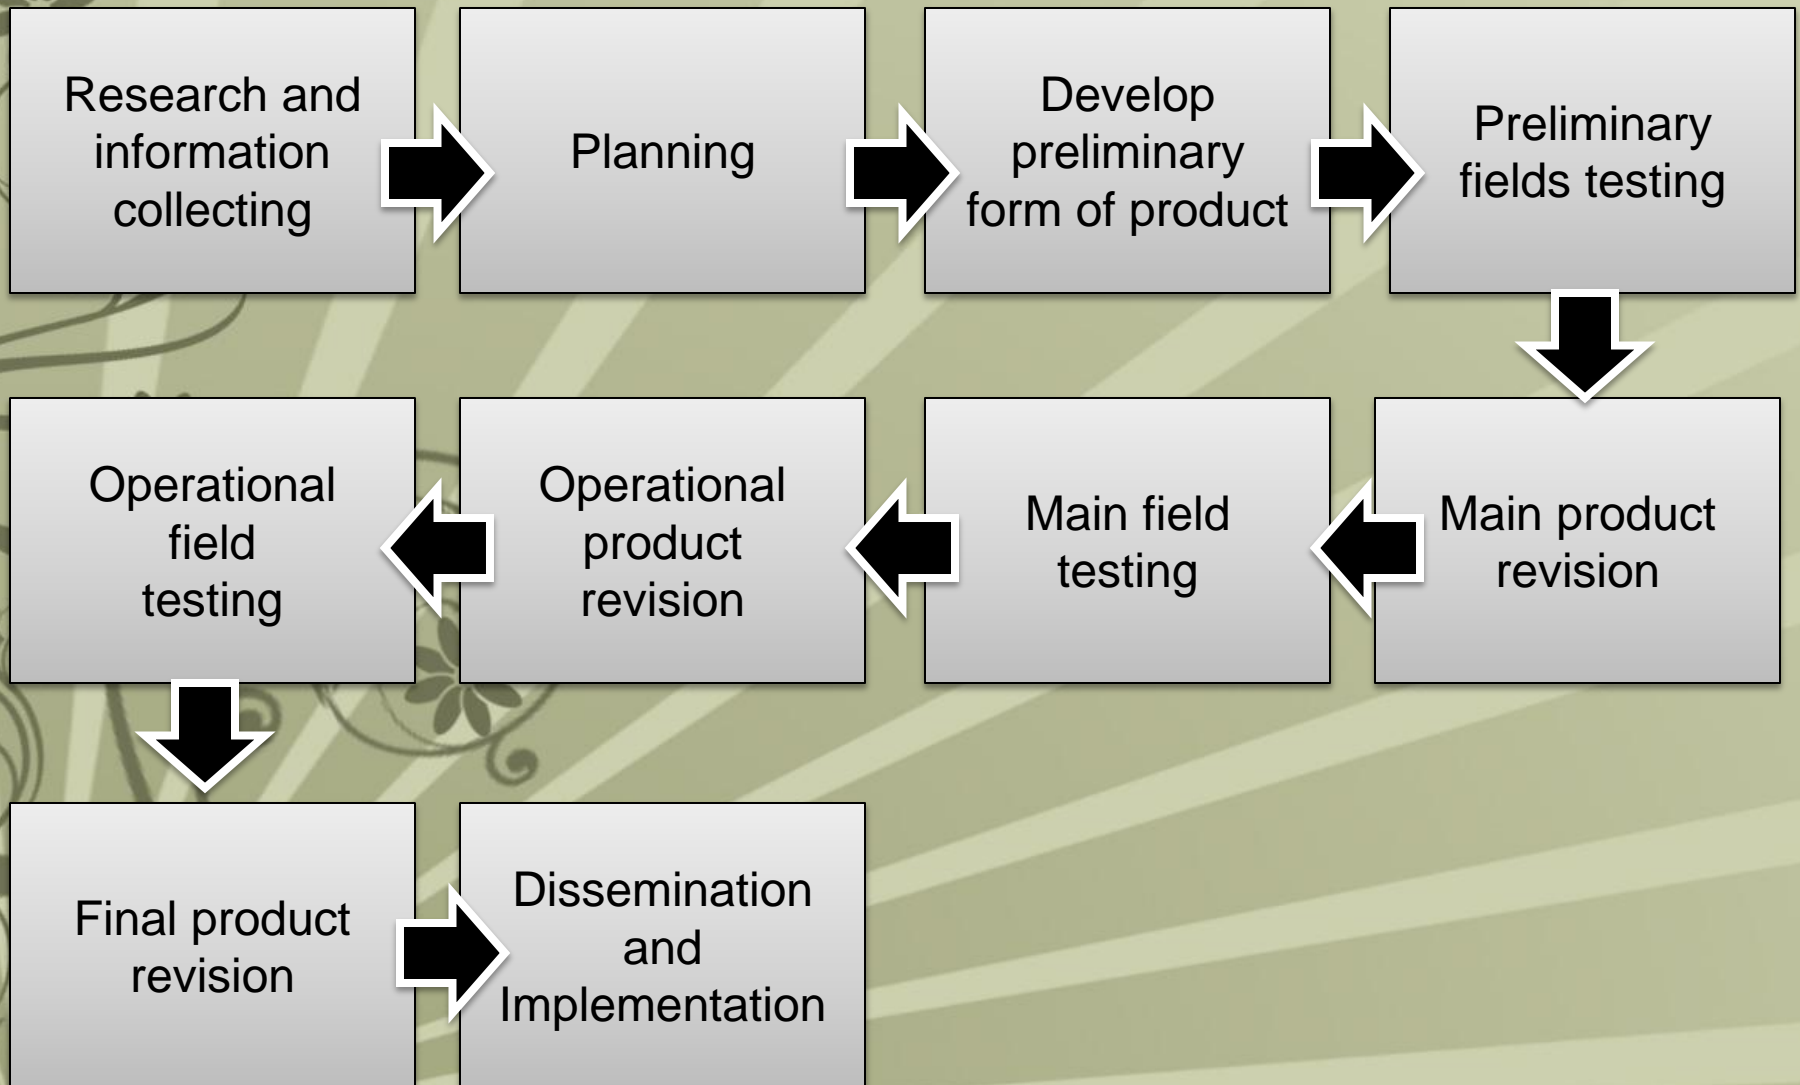 Research and
information
collecting
Planning
Develop
preliminary
form of product
Preliminary
fields testing
Main product
revision
Main field
testing
Operational
product
revision
Operational
field
testing
Final product
revision
Dissemination
and
Implementation